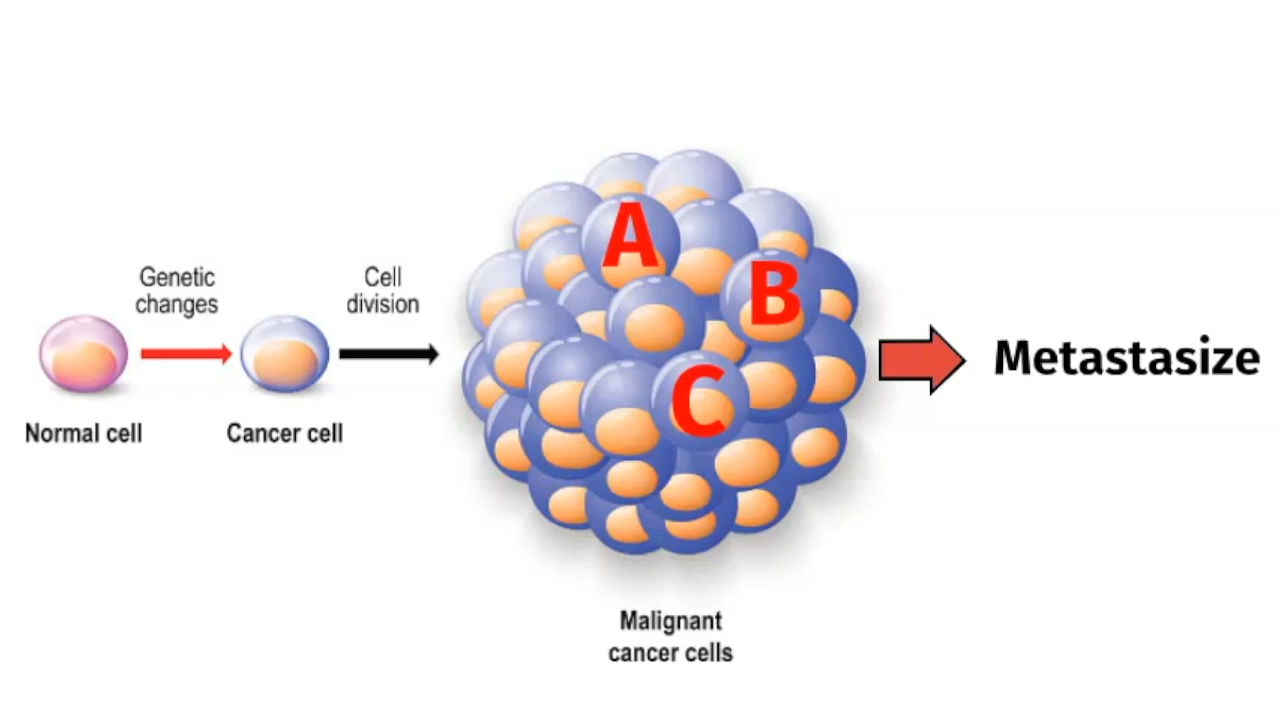 Genetic
changes
Cell
division
Normal cell
Cancer cell
A
B
C
Metastasize
Malignant
cancer cells